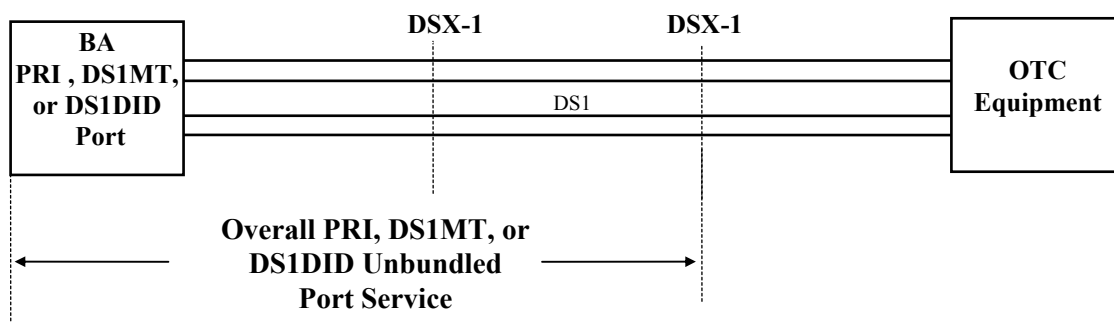 DSX-1
DSX-1
BA
PRI , DS1MT,
or DS1DID
Port
OTC
Equipment
DS1
Overall PRI, DS1MT, or
DS1DID Unbundled
Port Service